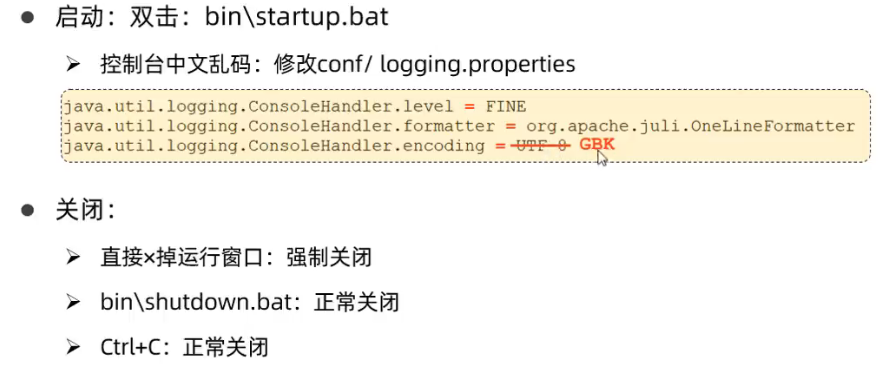 ● 启动：双击：bin\startup.bat
➢ 控制台中文乱码：修改conf/ logging.properties
java.util.logging.ConsoleHandler.level = FINE
java.util.logging.ConsoleHandler.formatter = org.apache.juli.OneLineFormatter
java.util.logging.ConsoleHandler.encoding = UTF-8 GBK
● 关闭：
➢ 直接×掉运行窗口：强制关闭
➢ bin\shutdown.bat：正常关闭
➢ Ctrl+C：正常关闭